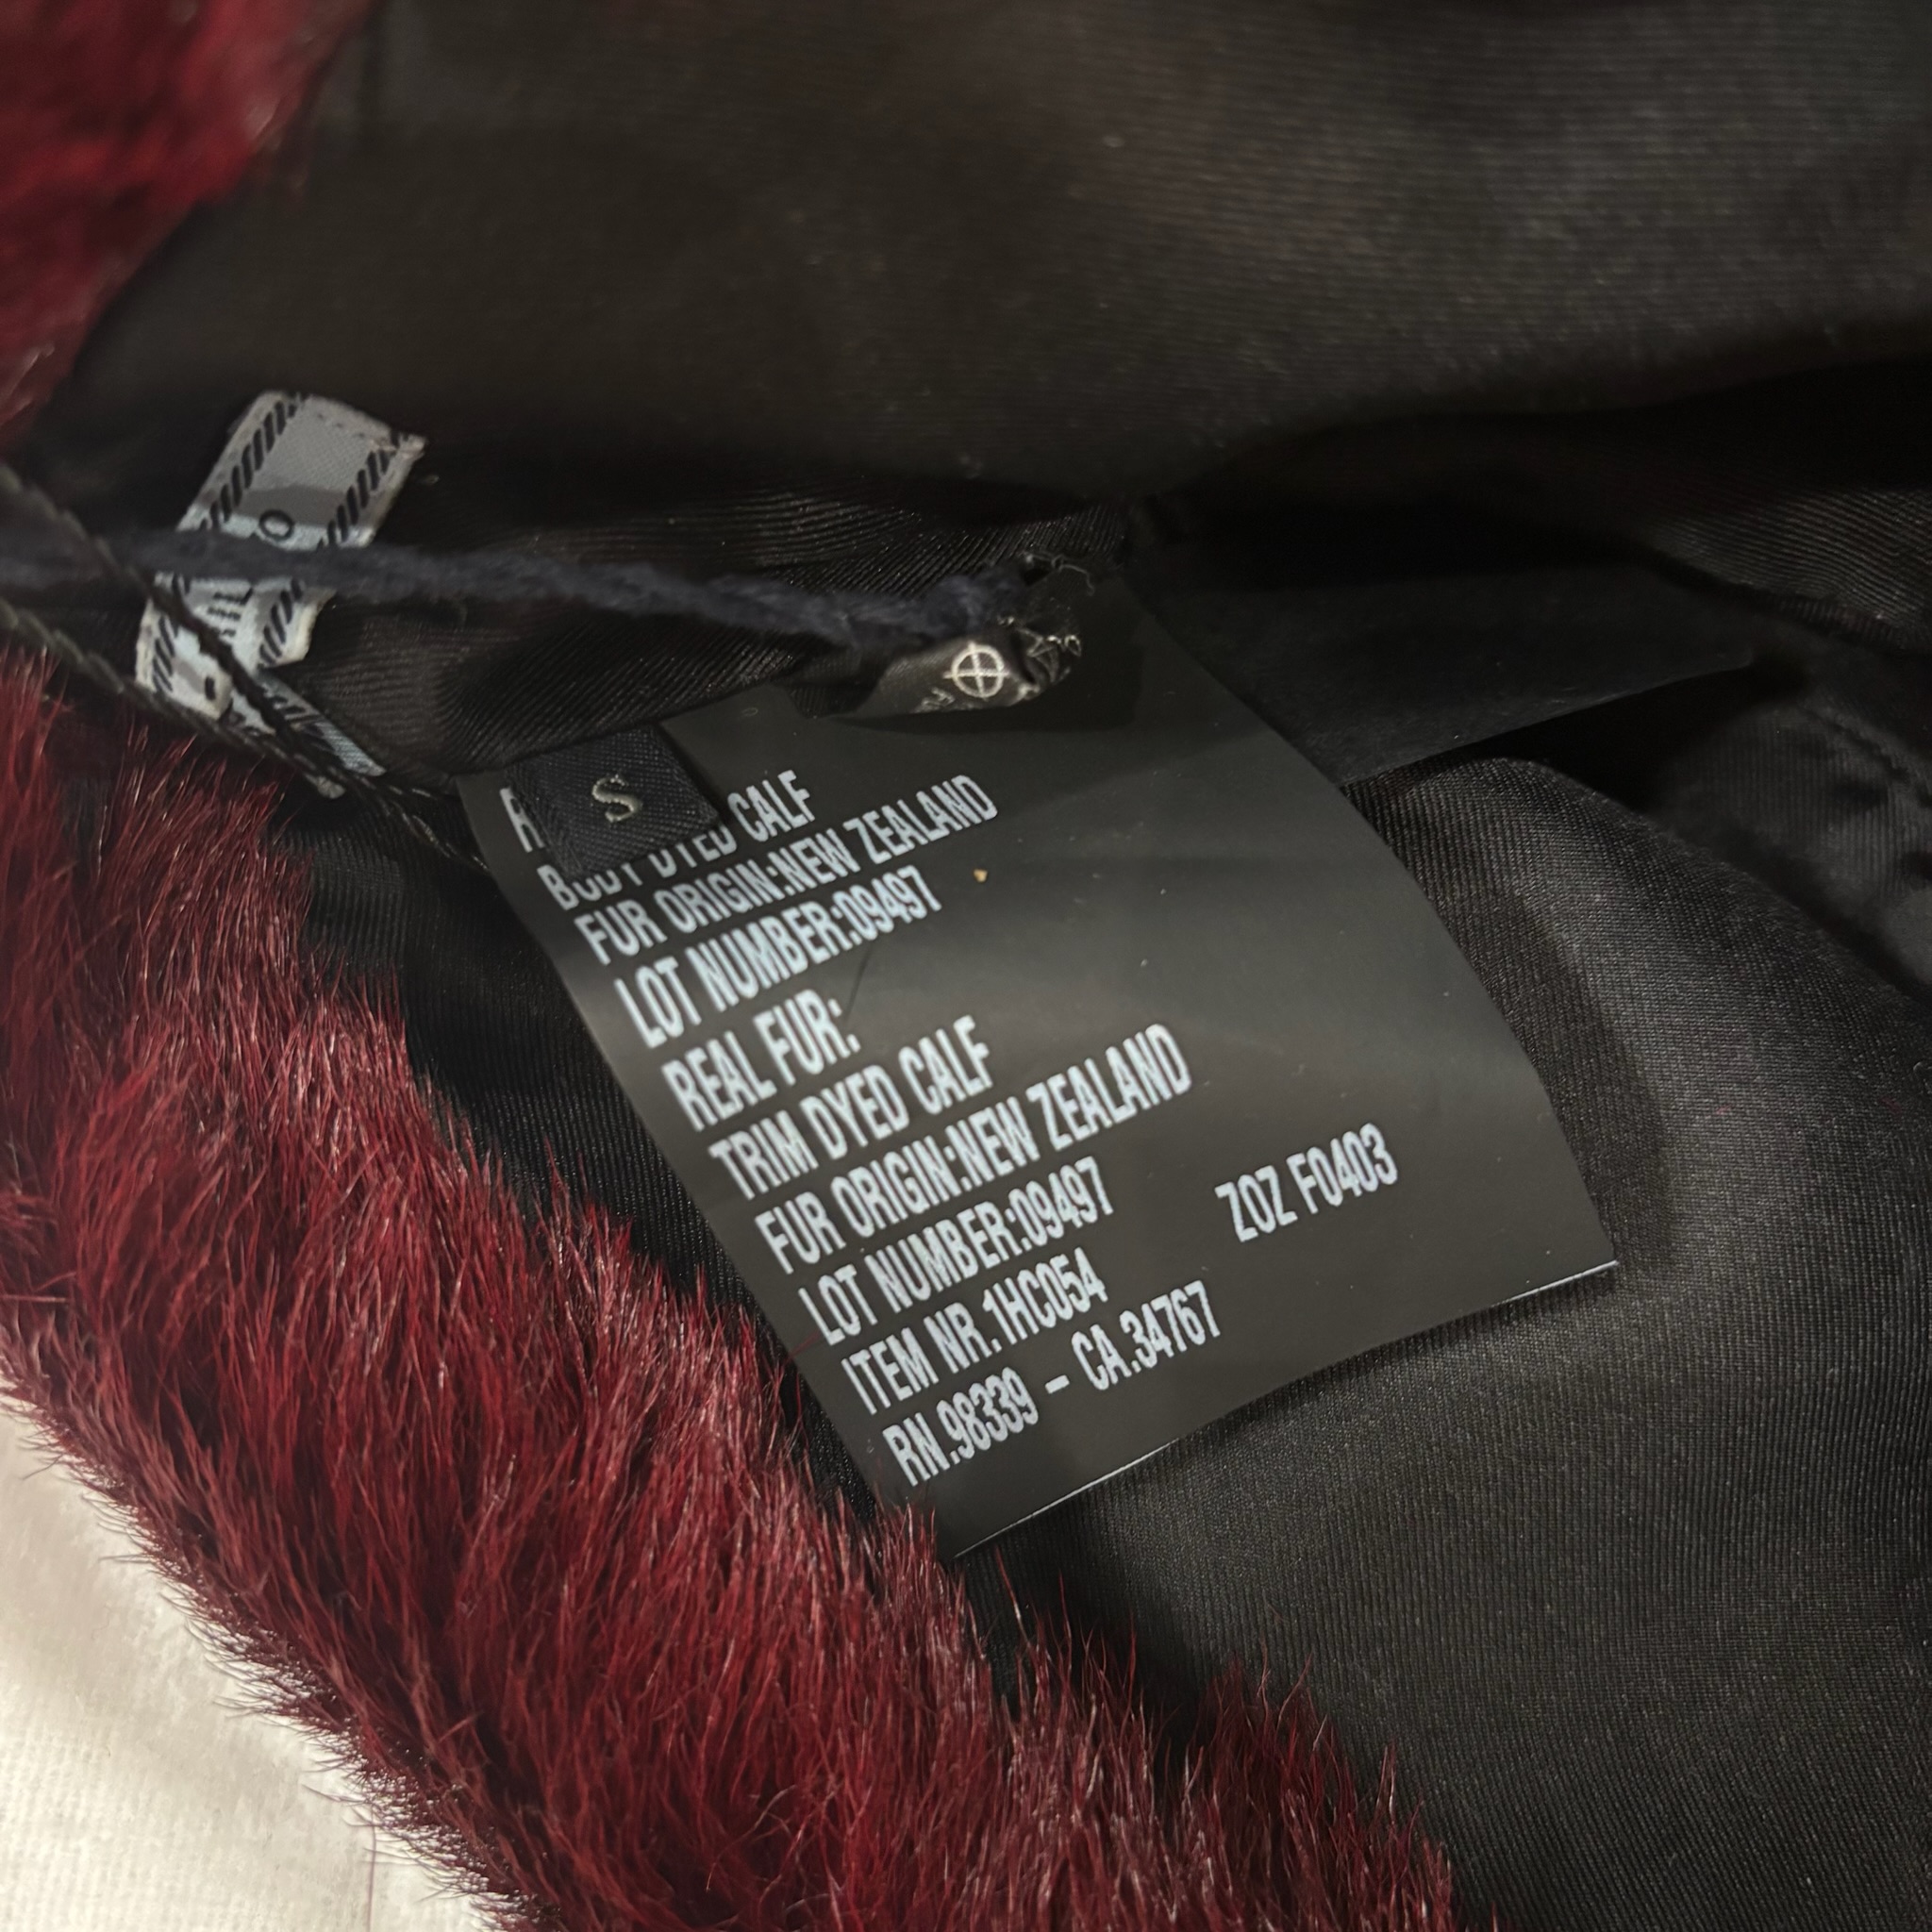 S
BODY DYED CALF
FUR ORIGIN:NEW ZEALAND
LOT NUMBER:09497
REAL FUR:
TRIM DYED CALF
FUR ORIGIN:NEW ZEALAND
LOT NUMBER:09497
ITEM NR.1HC054 ZOZ F0403
RN.98339 - CA.34767